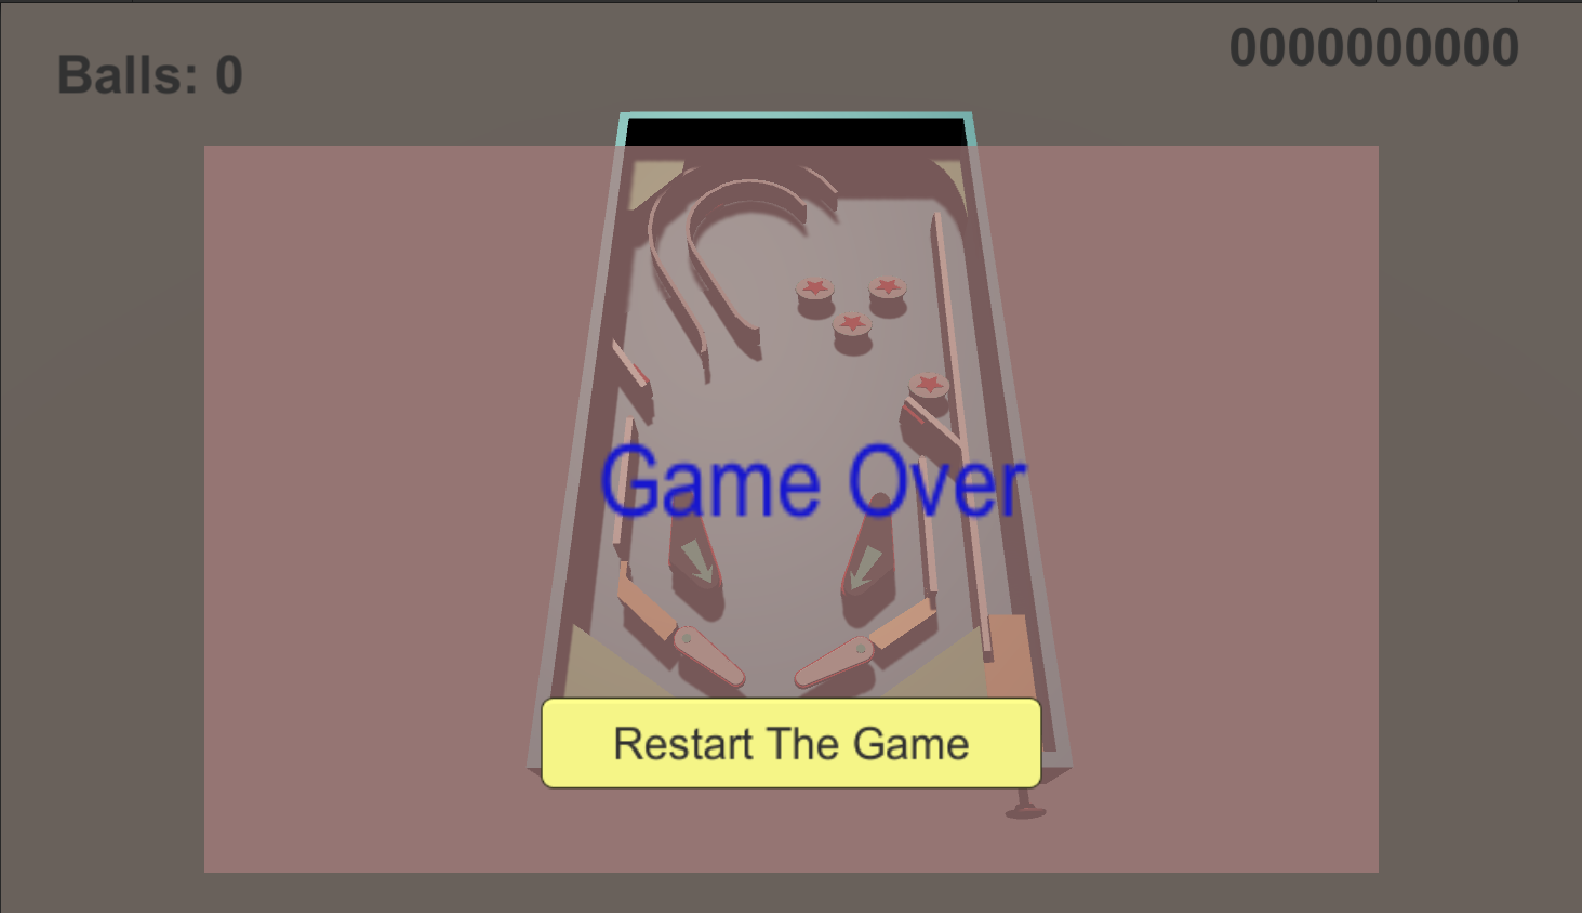 Balls: 0
0000000000
Game Over
Restart The Game